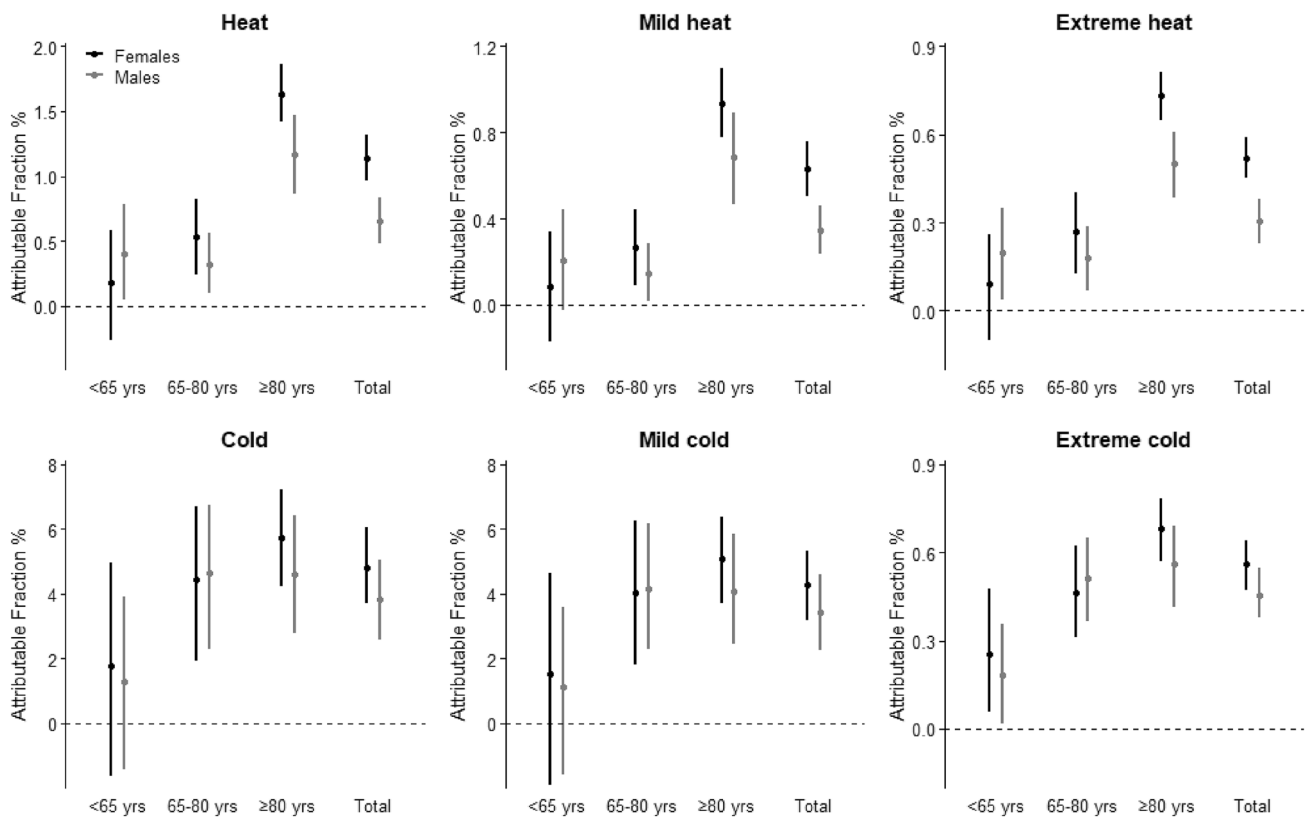 Heat
Attributable Fraction %
2.0
1.5
1.0
0.5
0.0
Females
Males
<65 yrs 65-80 yrs ≥80 yrs Total
Mild heat
Attributable Fraction %
1.2
0.8
0.4
0.0
<65 yrs 65-80 yrs ≥80 yrs Total
Extreme heat
Attributable Fraction %
0.9
0.6
0.3
0.0
<65 yrs 65-80 yrs ≥80 yrs Total
Cold
Attributable Fraction %
8
6
4
2
0
<65 yrs 65-80 yrs ≥80 yrs Total
Mild cold
Attributable Fraction %
8
6
4
2
0
<65 yrs 65-80 yrs ≥80 yrs Total
Extreme cold
Attributable Fraction %
0.9
0.6
0.3
0.0
<65 yrs 65-80 yrs ≥80 yrs Total